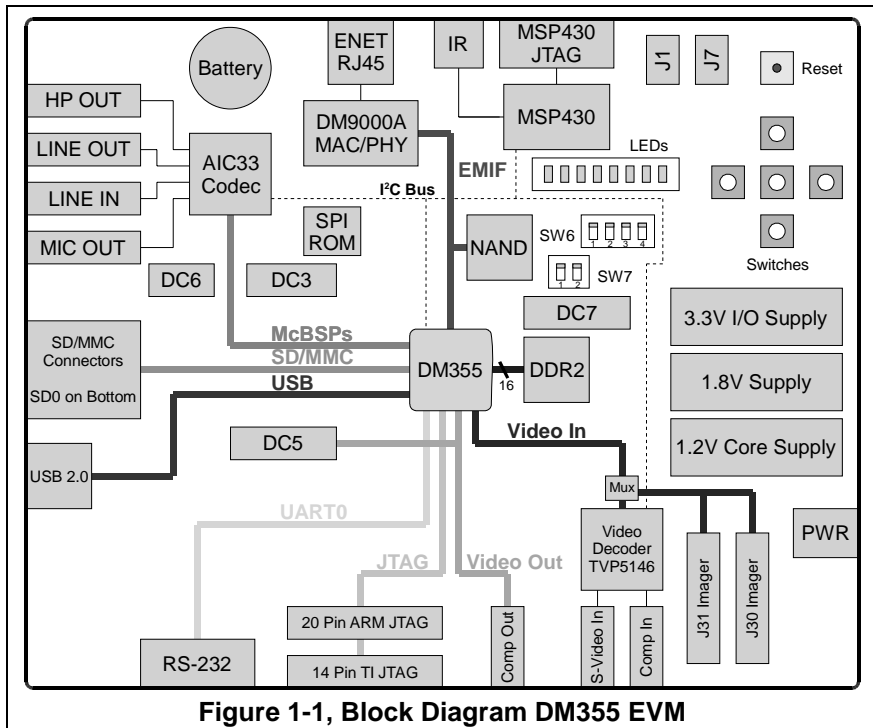 Battery
ENET
RJ45
IR
MSP430
JTAG
J1
J7
Reset
HP OUT
LINE OUT
LINE IN
MIC OUT
AIC33
Codec
DM9000A
MAC/PHY
MSP430
EMIF
LEDs
I²C Bus
SPI
ROM
NAND
SW6
1 2 3 4
SW7
1 2
Switches
DC6
DC3
DC7
3.3V I/O Supply
1.8V Supply
1.2V Core Supply
SD/MMC
Connectors
SD0 on Bottom
McBSPs
SD/MMC
USB
DM355
16
DDR2
USB 2.0
DC5
Video In
Mux
UART0
Video
Decoder
TVP5146
J31 Imager
J30 Imager
PWR
JTAG
Video Out
20 Pin ARM JTAG
14 Pin TI JTAG
RS-232
Comp Out
S-Video In
Comp In
Figure 1-1, Block Diagram DM355 EVM